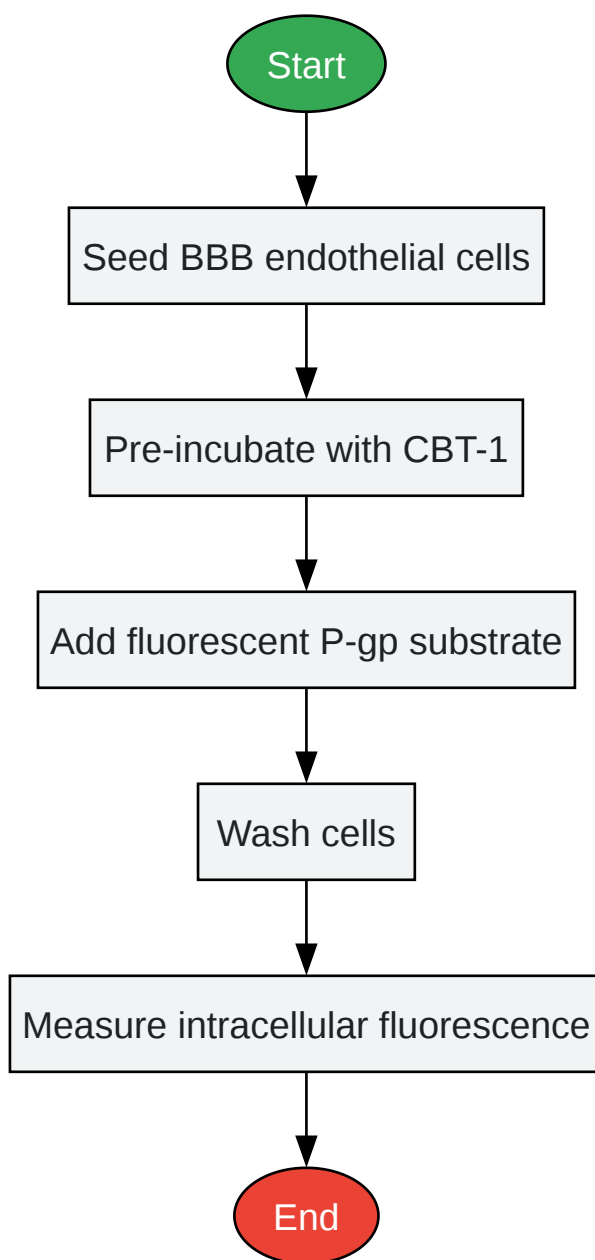 Start
Seed BBB endothelial cells
Pre-incubate with CBT-1
Add fluorescent P-gp substrate
Wash cells
Measure intracellular fluorescence
End